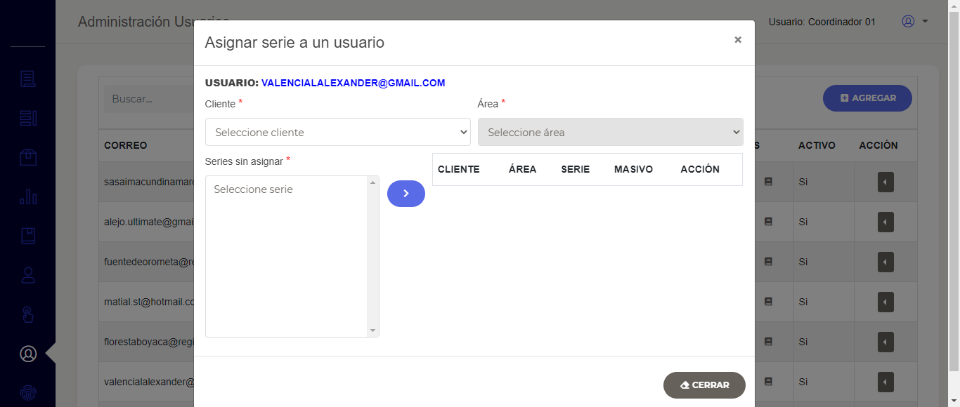 Administración Usuarios
Usuario: Coordinador 01
Asignar serie a un usuario
×
USUARIO: VALENCIALALEXANDER@GMAIL.COM
Cliente *
Área *
Seleccione cliente
Seleccione área
Series sin asignar *
Seleccione serie
CLIENTE ÁREA SERIE MASIVO ACCIÓN
CERRAR
Buscar...
AGREGAR
CORREO S ACTIVO ACCIÓN
sasaimacundinamar Si
alejo.ultimate@gmai Si
fuentedeorometa@r Si
matial.st@hotmail.co Si
florestaboyaca@regi Si
valencialalexander@ Si